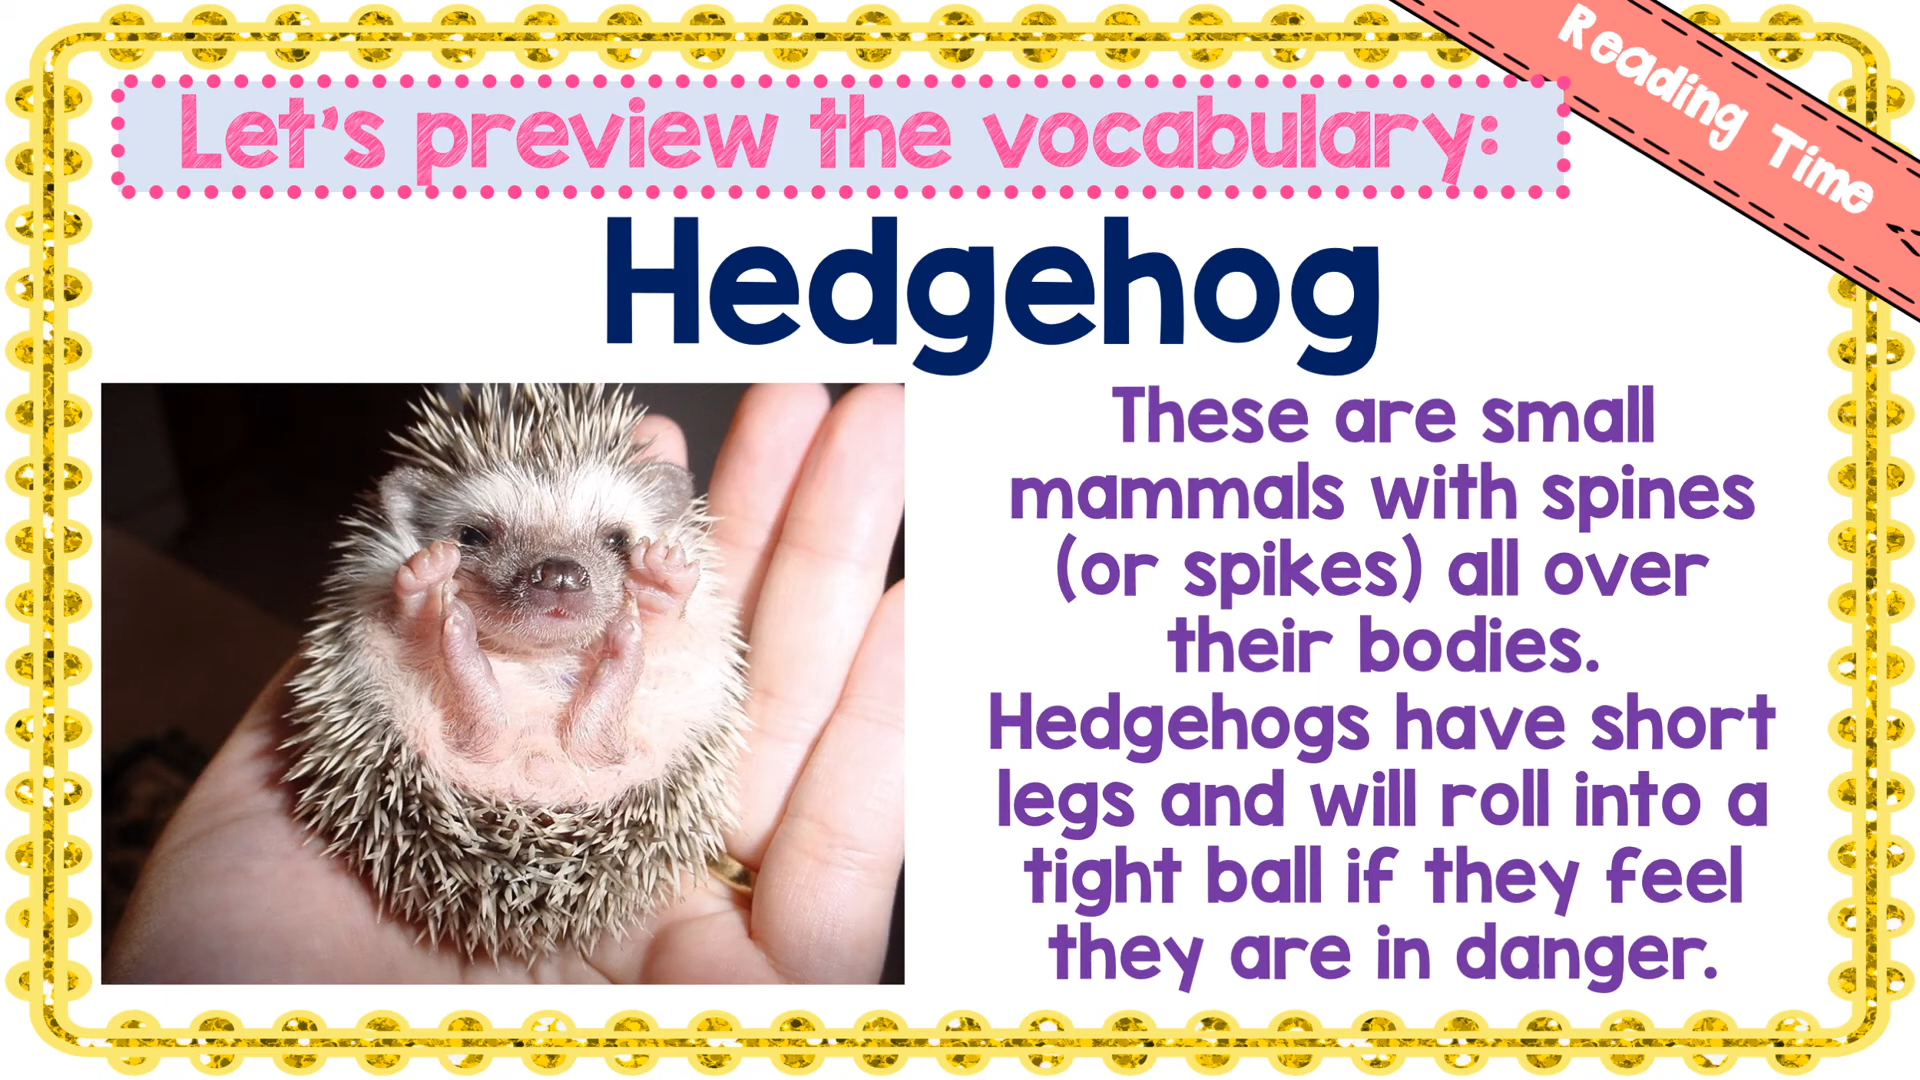 Reading Time
Let's preview the vocabulary:
Hedgehog
These are small
mammals with spines
(or spikes) all over
their bodies.
Hedgehogs have short
legs and will roll into a
tight ball if they feel
they are in danger.